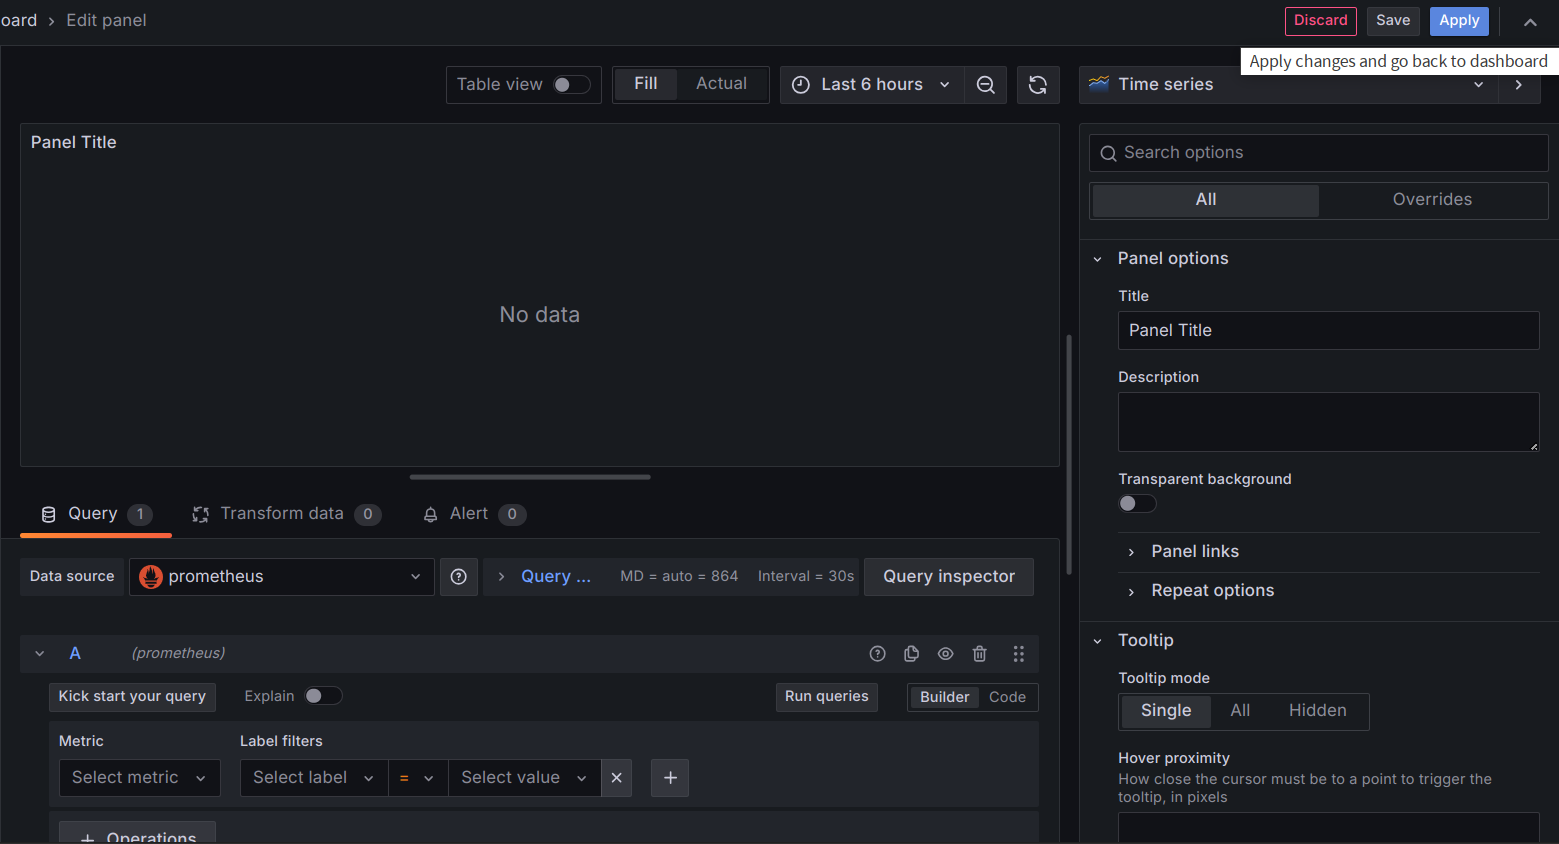 oard › Edit panel
Discard Save Apply
Apply changes and go back to dashboard
Table view Fill Actual Last 6 hours
Time series
Panel Title
No data
Search options
All Overrides
Panel options
Title
Panel Title
Description
Transparent background
Panel links
Repeat options
Tooltip
Tooltip mode
Single All Hidden
Hover proximity
How close the cursor must be to a point to trigger the
tooltip, in pixels
Query 1 Transform data 0 Alert 0
Data source prometheus Query ... MD = auto = 864 Interval = 30s Query inspector
A (prometheus)
Kick start your query Explain Run queries Builder Code
Metric Label filters
Select metric Select label = Select value
+ Operations